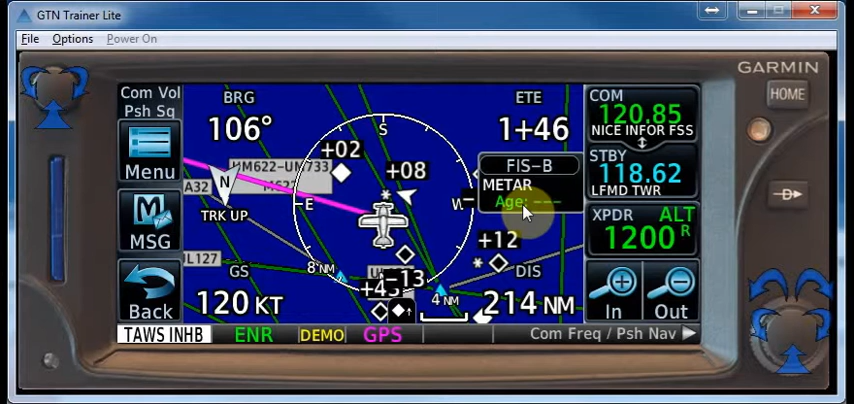 GTN Trainer Lite
File Options Power On
GARMIN
HOME
Com Vol
Psh Sq
Menu
MSG
Back
BRG
106°
ETE
1+46
S
E
W
N
TRK UP
+02
+08
UM622-UM733
A32
FIS-B
METAR
Age: ----
+12
UL127
8 NM
-13
+43
4 NM
GS
120 KT
DIS
214 NM
COM
120.85
NICE INFOR FSS
STBY
118.62
LFMD TWR
XPDR ALT
1200 R
In
Out
D
TAWS INHB ENR DEMO GPS Com Freq / Psh Nav